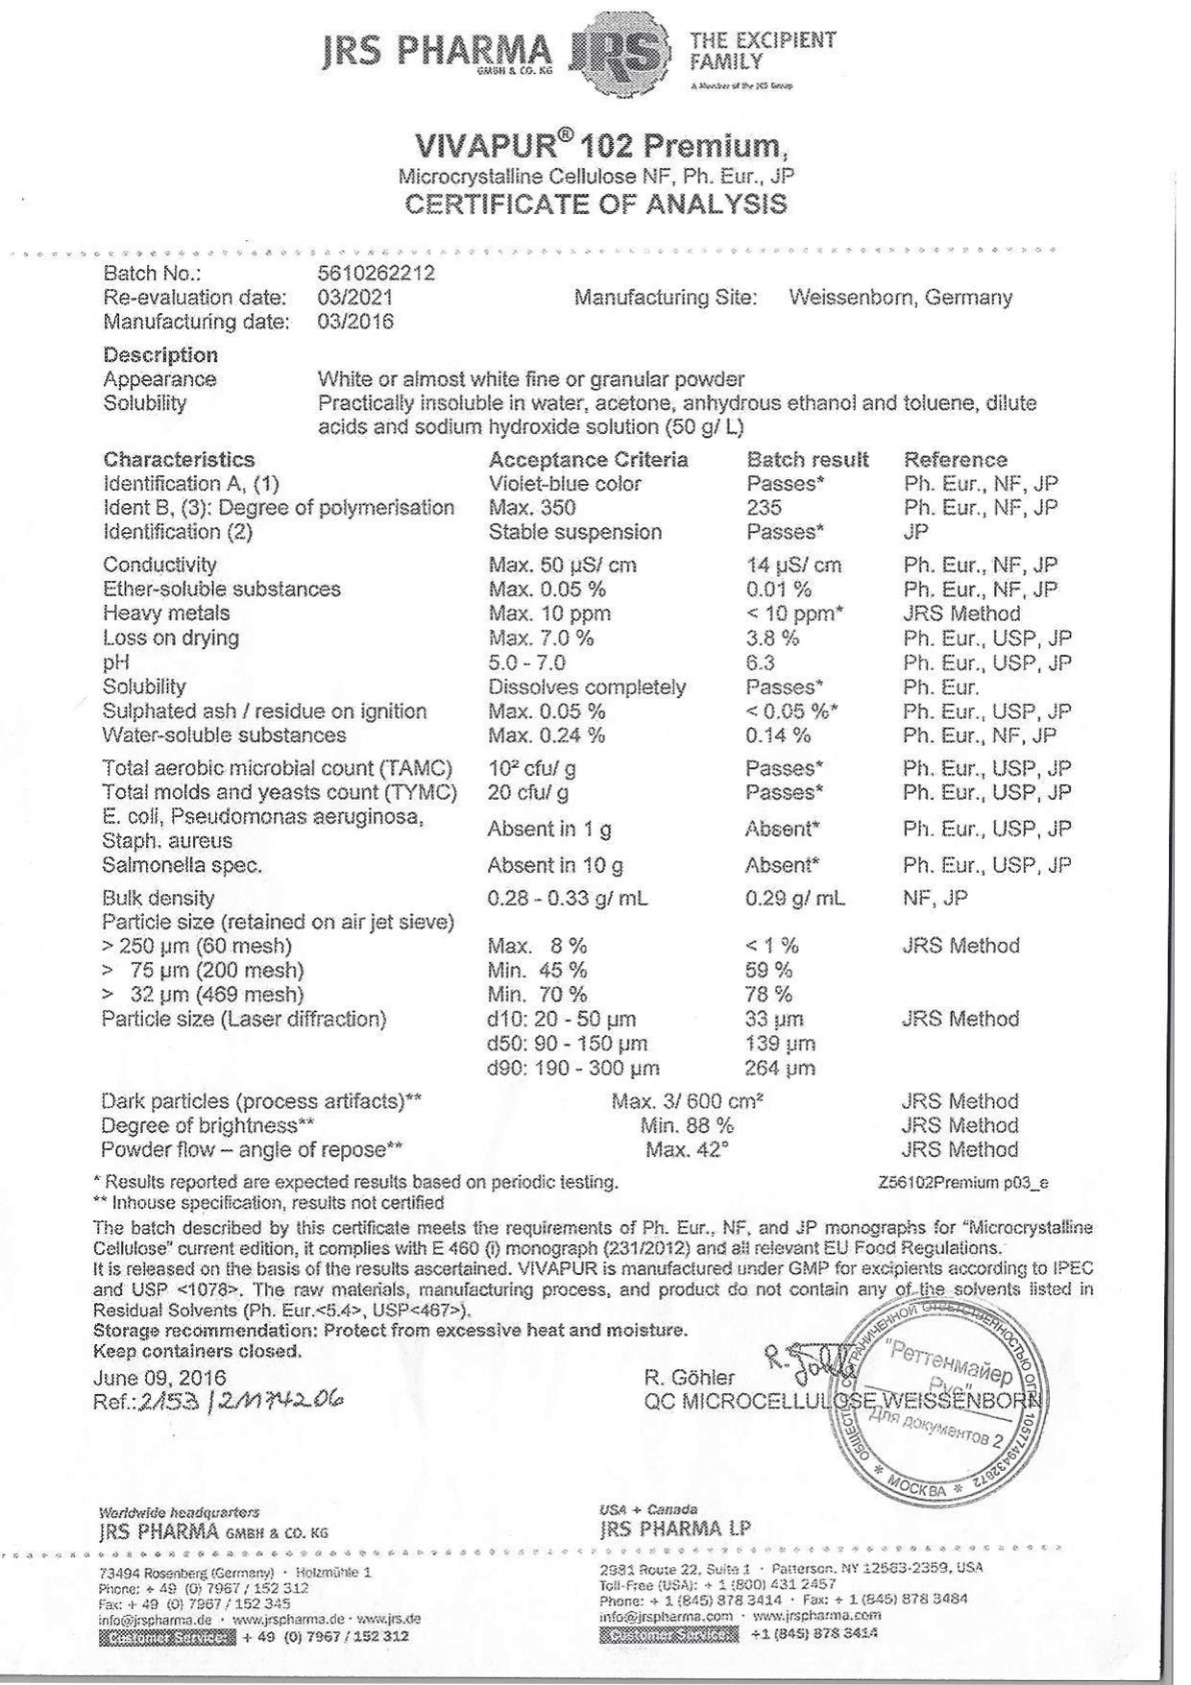 JRS PHARMA
GMBH & CO. KG
JRS
THE EXCIPIENT
FAMILY
A Member of the JRS Group
VIVAPUR® 102 Premium,
Microcrystalline Cellulose NF, Ph. Eur., JP
CERTIFICATE OF ANALYSIS
Batch No.: 5610262212
Re-evaluation date: 03/2021 Manufacturing Site: Weissenborn, Germany
Manufacturing date: 03/2016
Description
Appearance White or almost white fine or granular powder
Solubility Practically insoluble in water, acetone, anhydrous ethanol and toluene, dilute
acids and sodium hydroxide solution (50 g/ L)
Characteristics Acceptance Criteria Batch result Reference
Identification A, (1) Violet-blue color Passes* Ph. Eur., NF, JP
Ident B, (3): Degree of polymerisation Max. 350 235 Ph. Eur., NF, JP
Identification (2) Stable suspension Passes* JP
Conductivity Max. 50 µS/ cm 14 µS/ cm Ph. Eur., NF, JP
Ether-soluble substances Max. 0.05 % 0.01 % Ph. Eur., NF, JP
Heavy metals Max. 10 ppm < 10 ppm* JRS Method
Loss on drying Max. 7.0 % 3.8 % Ph. Eur., USP, JP
pH 5.0 - 7.0 6.3 Ph. Eur., USP, JP
Solubility Dissolves completely Passes* Ph. Eur.
Sulphated ash / residue on ignition Max. 0.05 % < 0.05 %* Ph. Eur., USP, JP
Water-soluble substances Max. 0.24 % 0.14 % Ph. Eur., NF, JP
Total aerobic microbial count (TAMC) 10² cfu/ g Passes* Ph. Eur., USP, JP
Total molds and yeasts count (TYMC) 20 cfu/ g Passes* Ph. Eur., USP, JP
E. coli, Pseudomonas aeruginosa,
Staph. aureus Absent in 1 g Absent* Ph. Eur., USP, JP
Salmonella spec. Absent in 10 g Absent* Ph. Eur., USP, JP
Bulk density 0.28 - 0.33 g/ mL 0.29 g/ mL NF, JP
Particle size (retained on air jet sieve)
> 250 µm (60 mesh) Max. 8 % < 1 % JRS Method
> 75 µm (200 mesh) Min. 45 % 59 %
> 32 µm (469 mesh) Min. 70 % 78 %
Particle size (Laser diffraction) d10: 20 - 50 µm 33 µm JRS Method
d50: 90 - 150 µm 139 µm
d90: 190 - 300 µm 264 µm
Dark particles (process artifacts)** Max. 3/ 600 cm² JRS Method
Degree of brightness** Min. 88 % JRS Method
Powder flow – angle of repose** Max. 42° JRS Method
* Results reported are expected results based on periodic testing. Z56102Premium p03_e
** Inhouse specification, results not certified
The batch described by this certificate meets the requirements of Ph. Eur., NF, and JP monographs for "Microcrystalline
Cellulose" current edition, it complies with E 460 (i) monograph (231/2012) and all relevant EU Food Regulations.
It is released on the basis of the results ascertained. VIVAPUR is manufactured under GMP for excipients according to IPEC
and USP <1078>. The raw materials, manufacturing process, and product do not contain any of the solvents listed in
Residual Solvents (Ph. Eur.<5.4>, USP<467>).
Storage recommendation: Protect from excessive heat and moisture.
Keep containers closed.
June 09, 2016 R. Göhler
Ref.: QC MICROCELLULOSE WEISSENBORN
ОБЩЕСТВО С ОГРАНИЧЕННОЙ ОТВЕТСТВЕННОСТЬЮ ОГРН 1057749432672
* МОСКВА *
"Реттенмайер
Рус"
Для документов 2
Worldwide headquarters
JRS PHARMA GMBH & CO. KG
73494 Rosenberg (Germany) · Holzmühle 1
Phone: + 49 (0) 7967 / 152 312
Fax: + 49 (0) 7967 / 152 345
info@jrspharma.de · www.jrspharma.de · www.jrs.de
Customer Service: + 49 (0) 7967 / 152 312
USA + Canada
JRS PHARMA LP
2981 Route 22, Suite 1 · Patterson, NY 12563-2359, USA
Toll-Free (USA): + 1 (800) 431 2457
Phone: + 1 (845) 878 3414 · Fax: + 1 (845) 878 3484
info@jrspharma.com · www.jrspharma.com
Customer Service: +1 (845) 878 3414